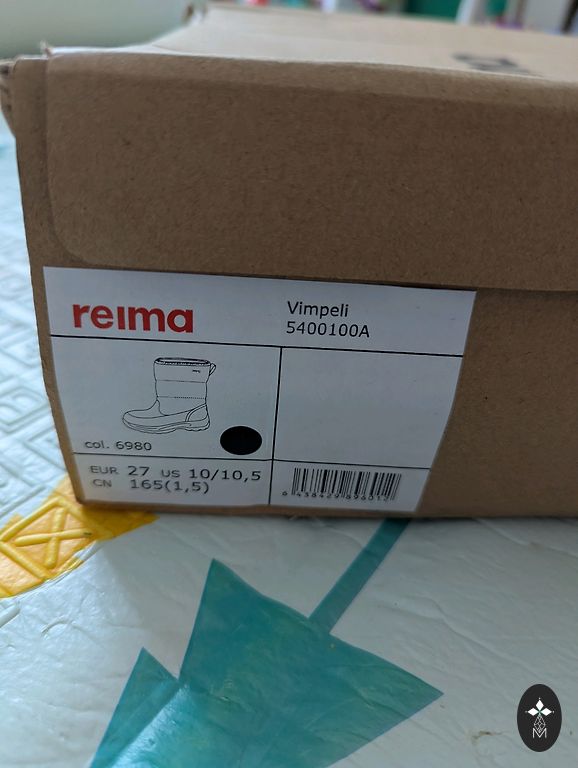 reima
Vimpeli
5400100A
col. 6980
EUR 27 US 10/10,5
CN 165(1,5)
M